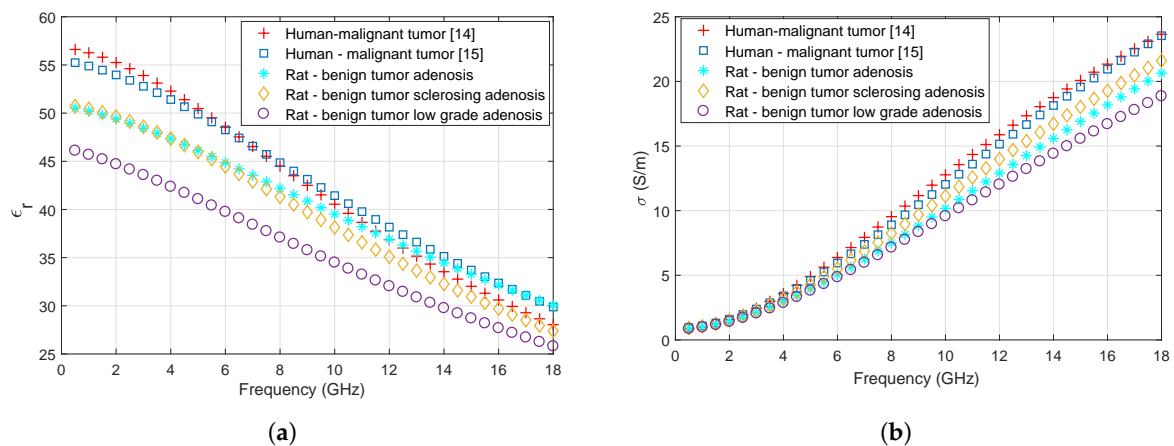 60
55
50
45
40
35
30
25
ϵr
0 2 4 6 8 10 12 14 16 18
Frequency (GHz)
Human-malignant tumor [14]
Human - malignant tumor [15]
Rat - benign tumor adenosis
Rat - benign tumor sclerosing adenosis
Rat - benign tumor low grade adenosis
(a)
25
20
15
10
5
0
σ (S/m)
0 2 4 6 8 10 12 14 16 18
Frequency (GHz)
Human-malignant tumor [14]
Human - malignant tumor [15]
Rat - benign tumor adenosis
Rat - benign tumor sclerosing adenosis
Rat - benign tumor low grade adenosis
(b)